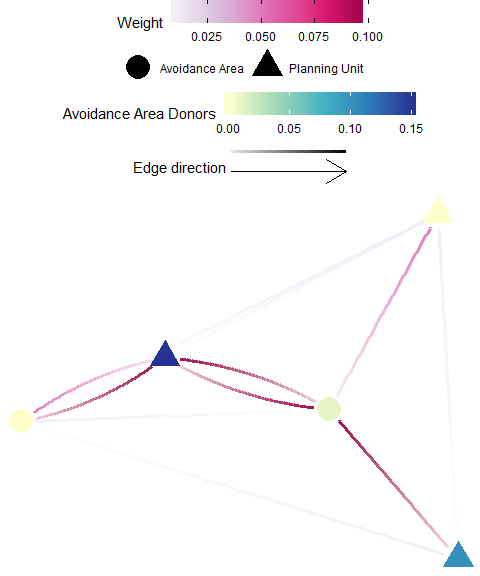 Weight
0.025 0.050 0.075 0.100
Avoidance Area Planning Unit
Avoidance Area Donors
0.00 0.05 0.10 0.15
Edge direction